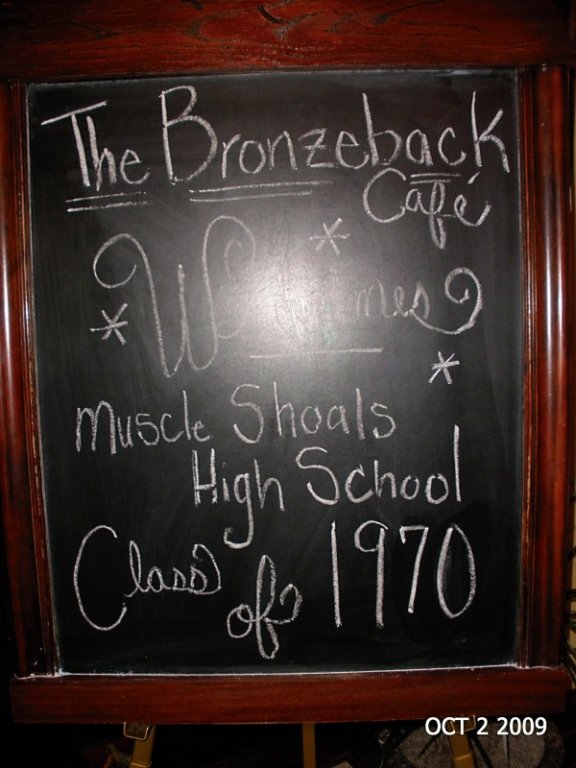 The Bronzeback
Café
Welcomes
Muscle Shoals
High School
Class of 1970
OCT 2 2009